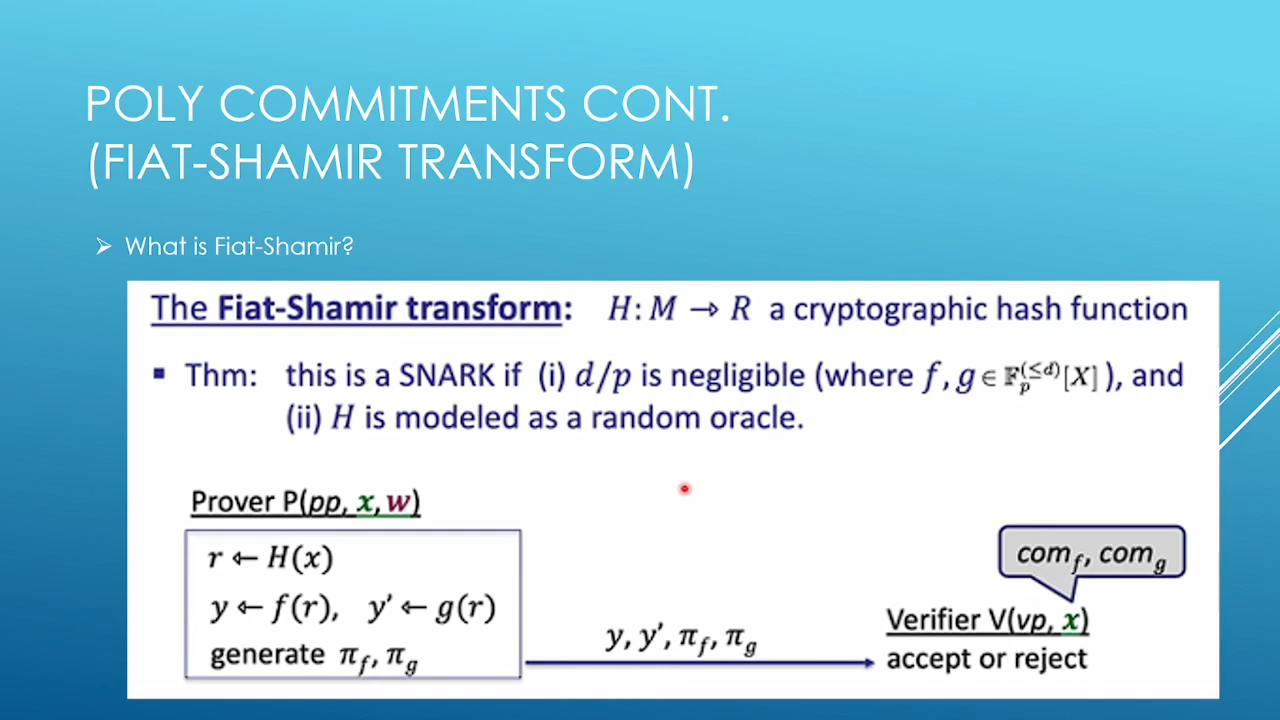 POLY COMMITMENTS CONT.
(FIAT-SHAMIR TRANSFORM)
➢ What is Fiat-Shamir?
The Fiat-Shamir transform: H: M → R a cryptographic hash function
▪ Thm: this is a SNARK if (i) d/p is negligible (where f, g ∈ 𝔽ₚ^(≤d)[X] ), and
(ii) H is modeled as a random oracle.
Prover P(pp, x, w)
r ← H(x)
y ← f(r), y′ ← g(r)
generate π_f, π_g
y, y′, π_f, π_g
com_f, com_g
Verifier V(vp, x)
accept or reject